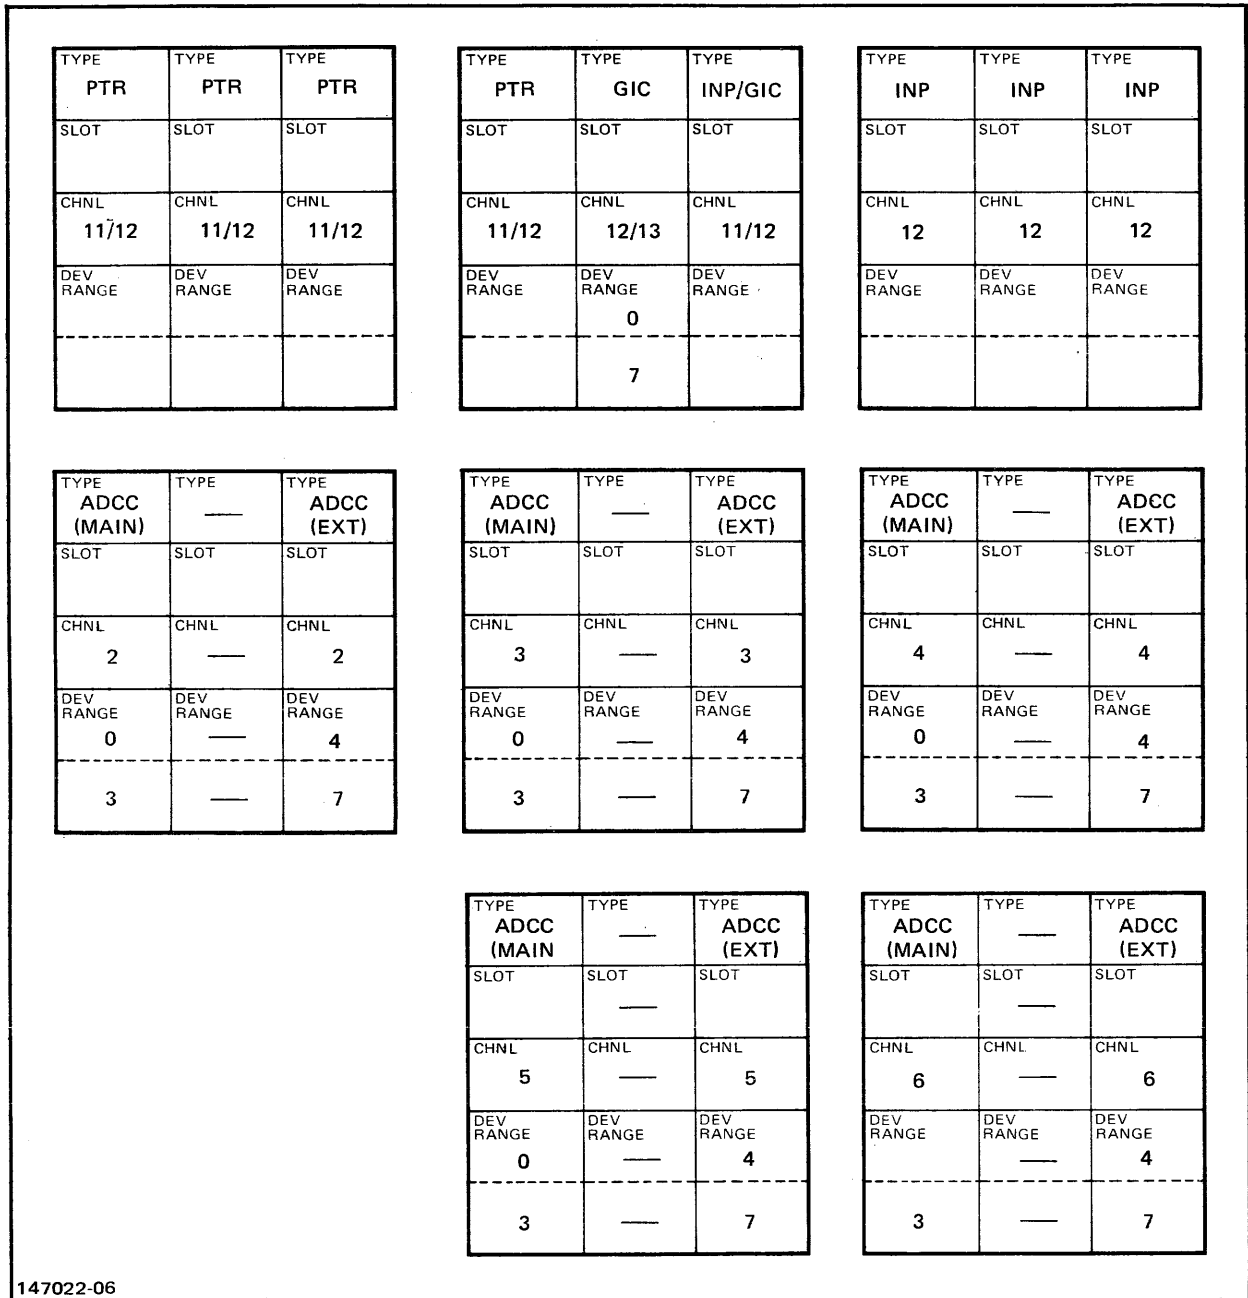 TYPE TYPE TYPE
PTR PTR PTR
SLOT SLOT SLOT
CHNL CHNL CHNL
11/12 11/12 11/12
DEV DEV DEV
RANGE RANGE RANGE
TYPE TYPE TYPE
PTR GIC INP/GIC
SLOT SLOT SLOT
CHNL CHNL CHNL
11/12 12/13 11/12
DEV DEV DEV
RANGE RANGE RANGE
0
7
TYPE TYPE TYPE
INP INP INP
SLOT SLOT SLOT
CHNL CHNL CHNL
12 12 12
DEV DEV DEV
RANGE RANGE RANGE
TYPE TYPE TYPE
ADCC — ADCC
(MAIN) (EXT)
SLOT SLOT SLOT
CHNL CHNL CHNL
2 — 2
DEV DEV DEV
RANGE RANGE RANGE
0 — 4
3 — 7
TYPE TYPE TYPE
ADCC — ADCC
(MAIN) (EXT)
SLOT SLOT SLOT
CHNL CHNL CHNL
3 — 3
DEV DEV DEV
RANGE RANGE RANGE
0 — 4
3 — 7
TYPE TYPE TYPE
ADCC — ADCC
(MAIN) (EXT)
SLOT SLOT SLOT
CHNL CHNL CHNL
4 — 4
DEV DEV DEV
RANGE RANGE RANGE
0 — 4
3 — 7
TYPE TYPE TYPE
ADCC — ADCC
(MAIN (EXT)
SLOT SLOT SLOT
—
CHNL CHNL CHNL
5 — 5
DEV DEV DEV
RANGE RANGE RANGE
0 — 4
3 — 7
TYPE TYPE TYPE
ADCC — ADCC
(MAIN) (EXT)
SLOT SLOT SLOT
—
CHNL CHNL CHNL
6 — 6
DEV DEV DEV
RANGE RANGE RANGE
— 4
3 — 7
147022-06